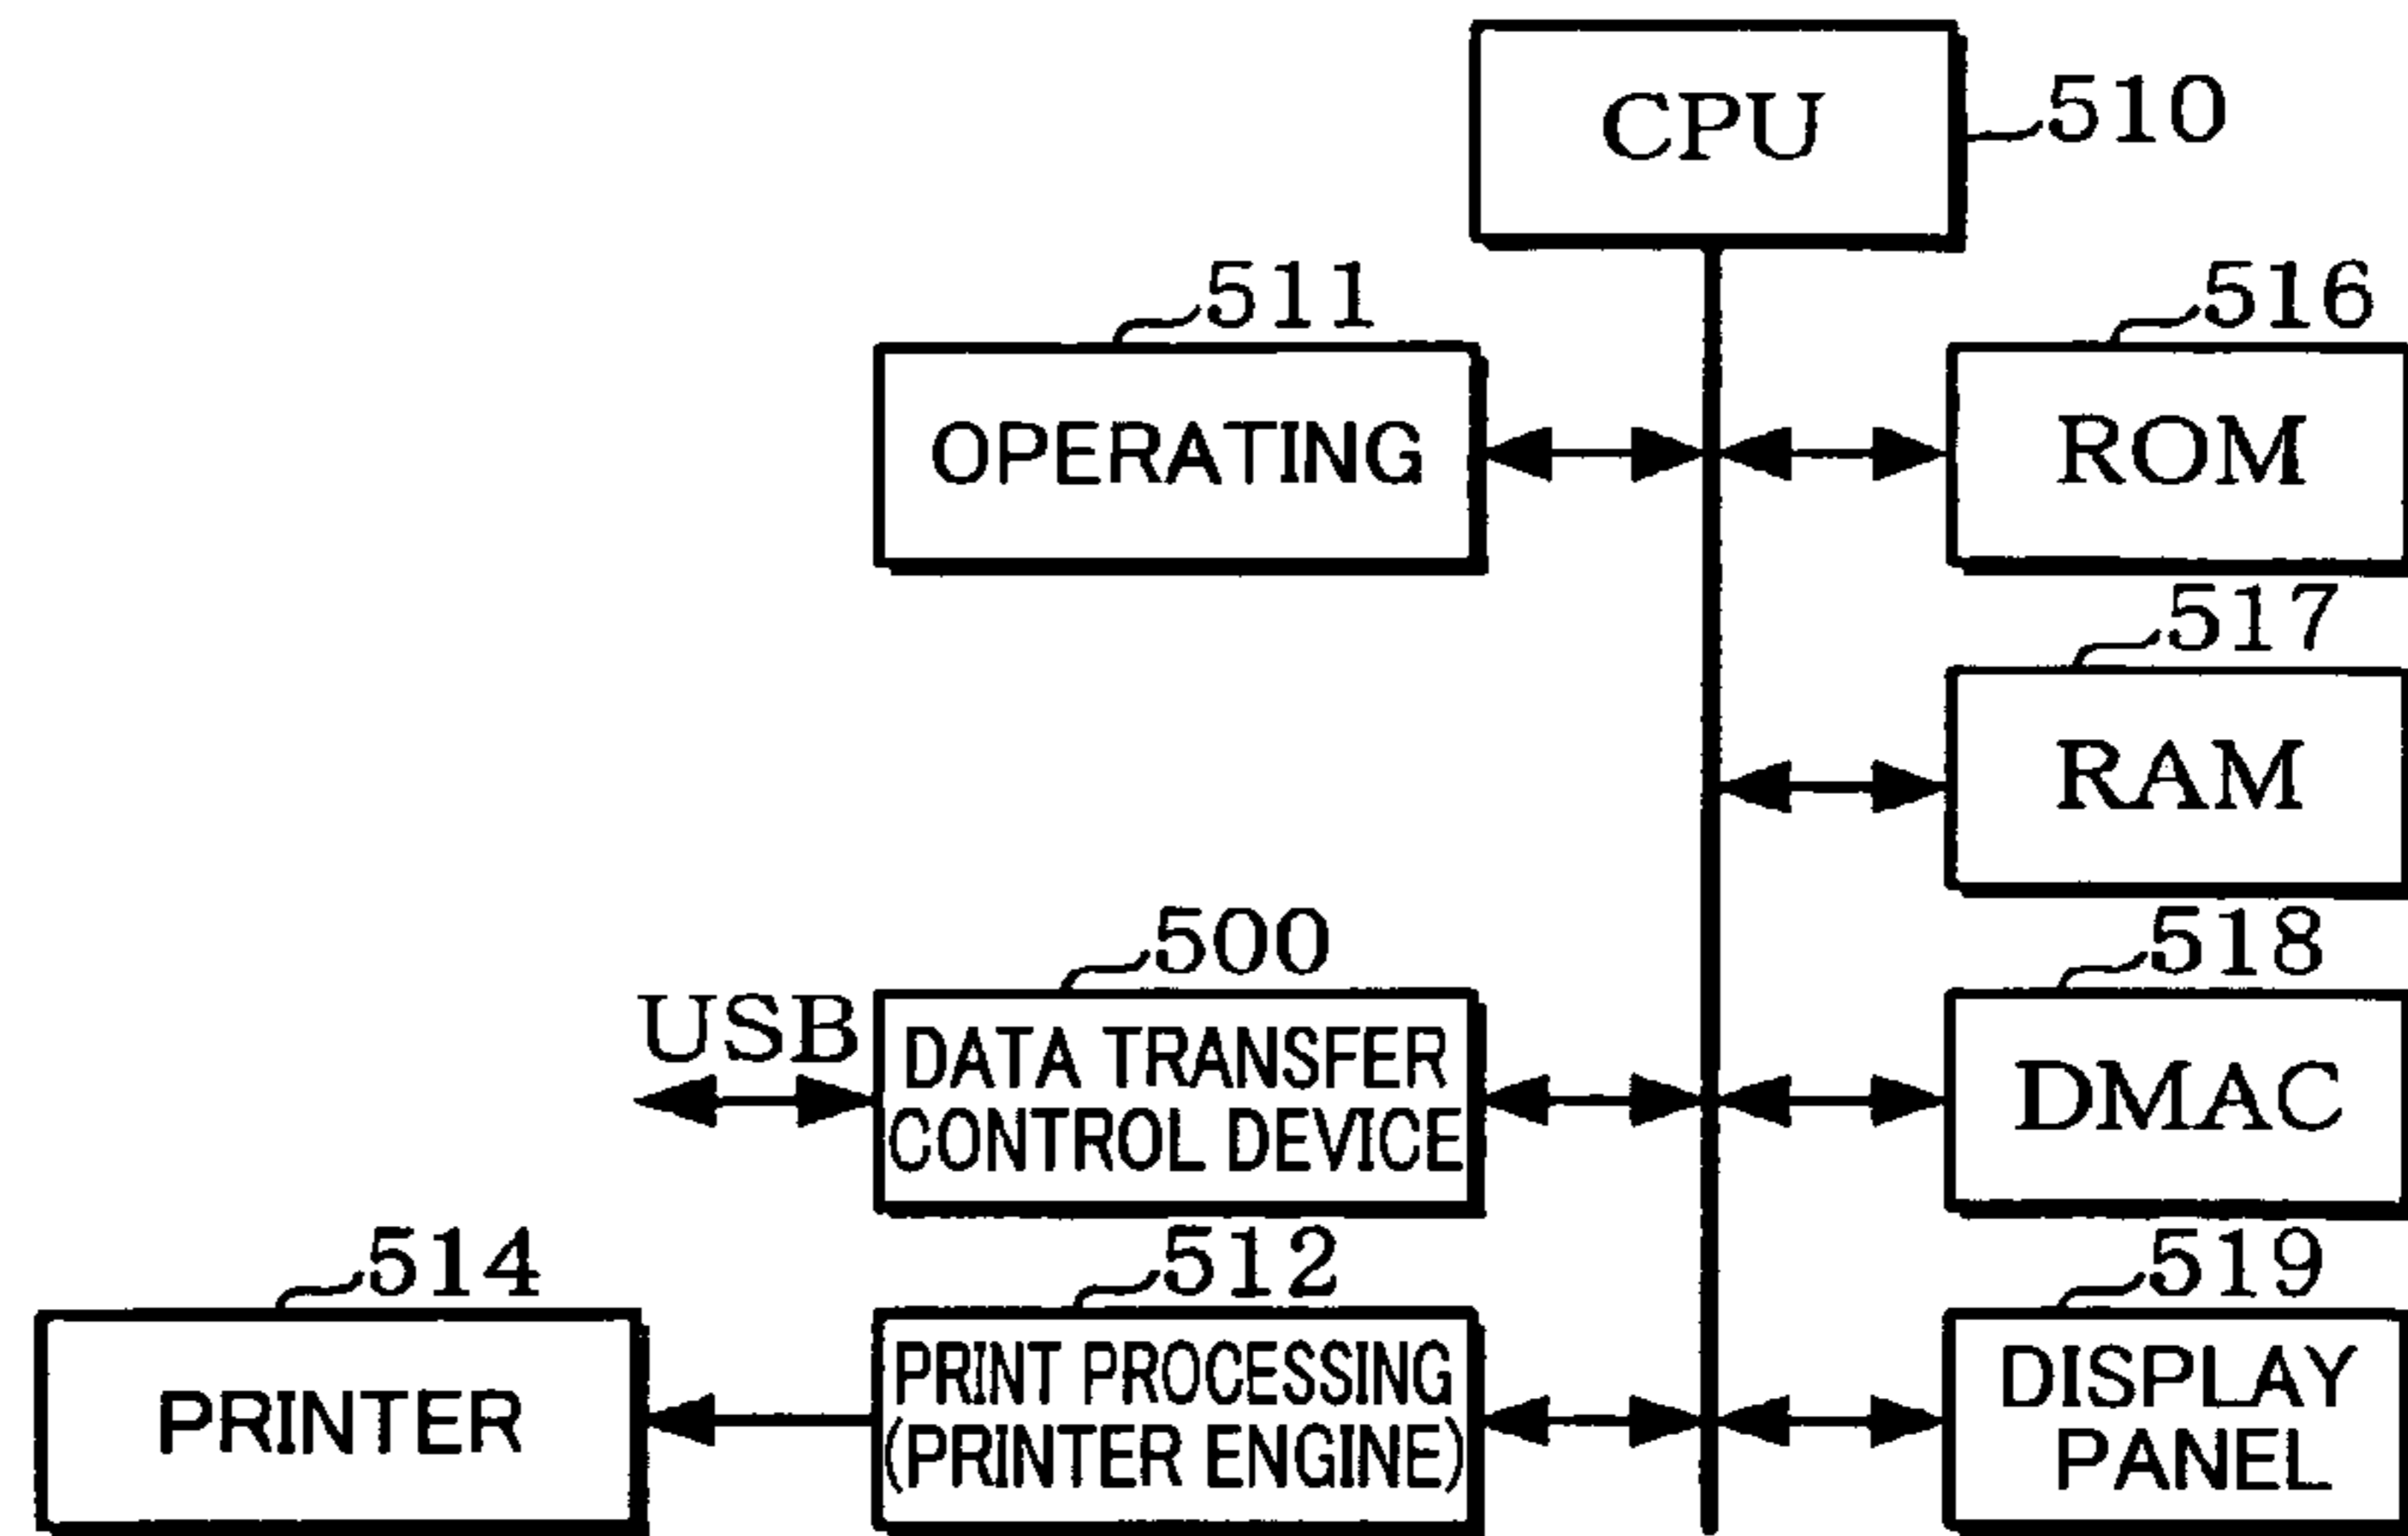 CPU
510
511
516
OPERATING
ROM
517
RAM
500
518
USB
DATA TRANSFER
CONTROL DEVICE
DMAC
514
512
519
PRINTER
PRINT PROCESSING
(PRINTER ENGINE)
DISPLAY
PANEL